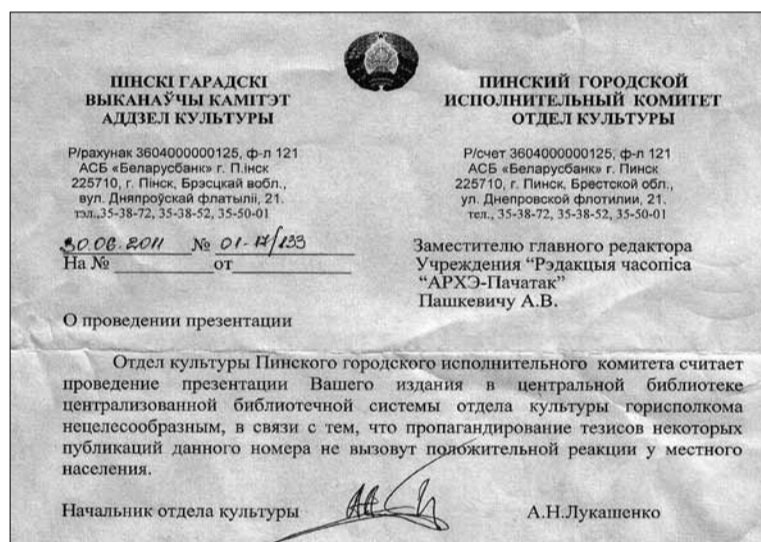 ПІНСКІ ГАРАДСКІ
ВЫКАНАЎЧЫ КАМІТЭТ
АДДЗЕЛ КУЛЬТУРЫ
Р/рахунак 3604000000125, ф-л 121
АСБ «Беларусбанк» г. П.інск
225710, г. Пінск, Брэсцкай вобл.,
вул. Дняпроўскай флатыліі, 21.
тэл.,35-38-72, 35-38-52, 35-50-01
30.06.2011 № 01-17/133
На № от
ПИНСКИЙ ГОРОДСКОЙ
ИСПОЛНИТЕЛЬНЫЙ КОМИТЕТ
ОТДЕЛ КУЛЬТУРЫ
Р/счет 3604000000125, ф-л 121
АСБ «Беларусбанк» г. Пинск
225710, г. Пинск, Брестской обл.,
ул. Днепровской флотилии, 21.
тел., 35-38-72, 35-38-52, 35-50-01
Заместителю главного редактора
Учреждения “Рэдакцыя часопіса
“АРХЭ-Пачатак”
Пашкевичу А.В.
О проведении презентации
Отдел культуры Пинского городского исполнительного комитета считает
проведение презентации Вашего издания в центральной библиотеке
централизованной библиотечной системы отдела культуры горисполкома
нецелесообразным, в связи с тем, что пропагандирование тезисов некоторых
публикаций данного номера не вызовут положительной реакции у местного
населения.
Начальник отдела культуры А.Н.Лукашенко